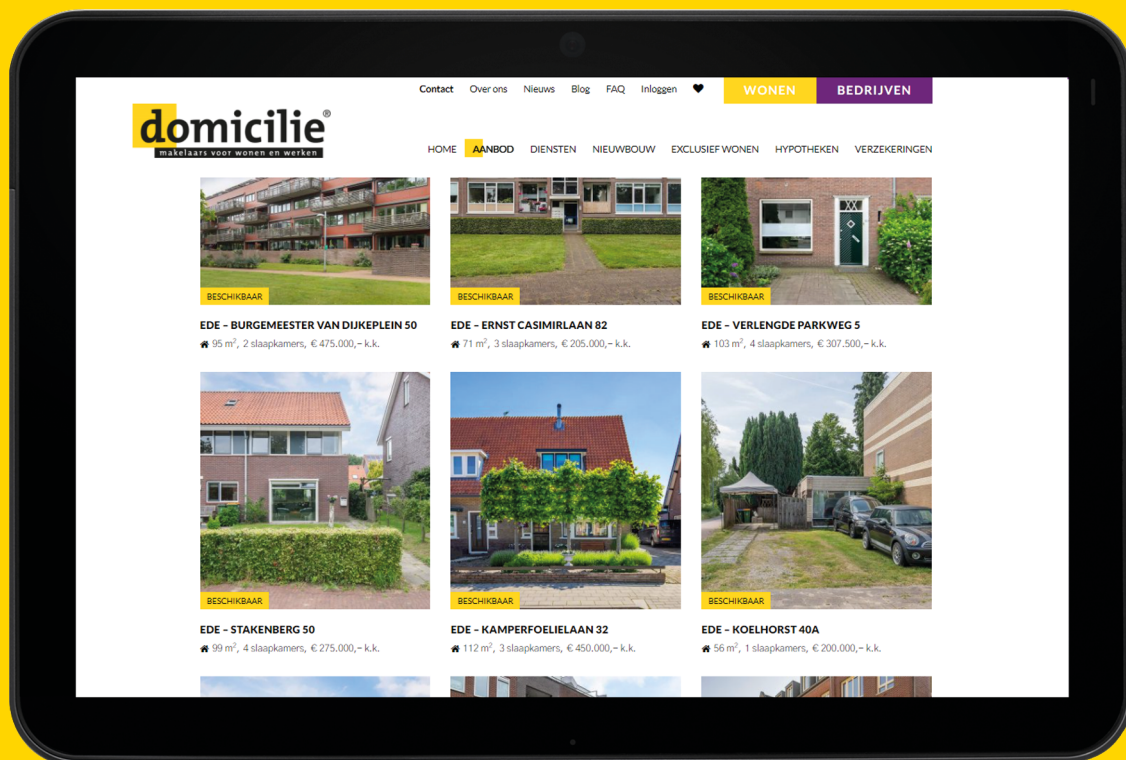 Contact Over ons Nieuws Blog FAQ Inloggen WONEN BEDRIJVEN
domicilie®
makelaars voor wonen en werken
HOME AANBOD DIENSTEN NIEUWBOUW EXCLUSIEF WONEN HYPOTHEKEN VERZEKERINGEN
BESCHIKBAAR BESCHIKBAAR BESCHIKBAAR
EDE – BURGEMEESTER VAN DIJKEPLEIN 50 EDE – ERNST CASIMIRLAAN 82 EDE – VERLENGDE PARKWEG 5
95 m², 2 slaapkamers, € 475.000,– k.k. 71 m², 3 slaapkamers, € 205.000,– k.k. 103 m², 4 slaapkamers, € 307.500,– k.k.
BESCHIKBAAR BESCHIKBAAR BESCHIKBAAR
EDE – STAKENBERG 50 EDE – KAMPERFOELIELAAN 32 EDE – KOELHORST 40A
99 m², 4 slaapkamers, € 275.000,– k.k. 112 m², 3 slaapkamers, € 450.000,– k.k. 56 m², 1 slaapkamers, € 200.000,– k.k.